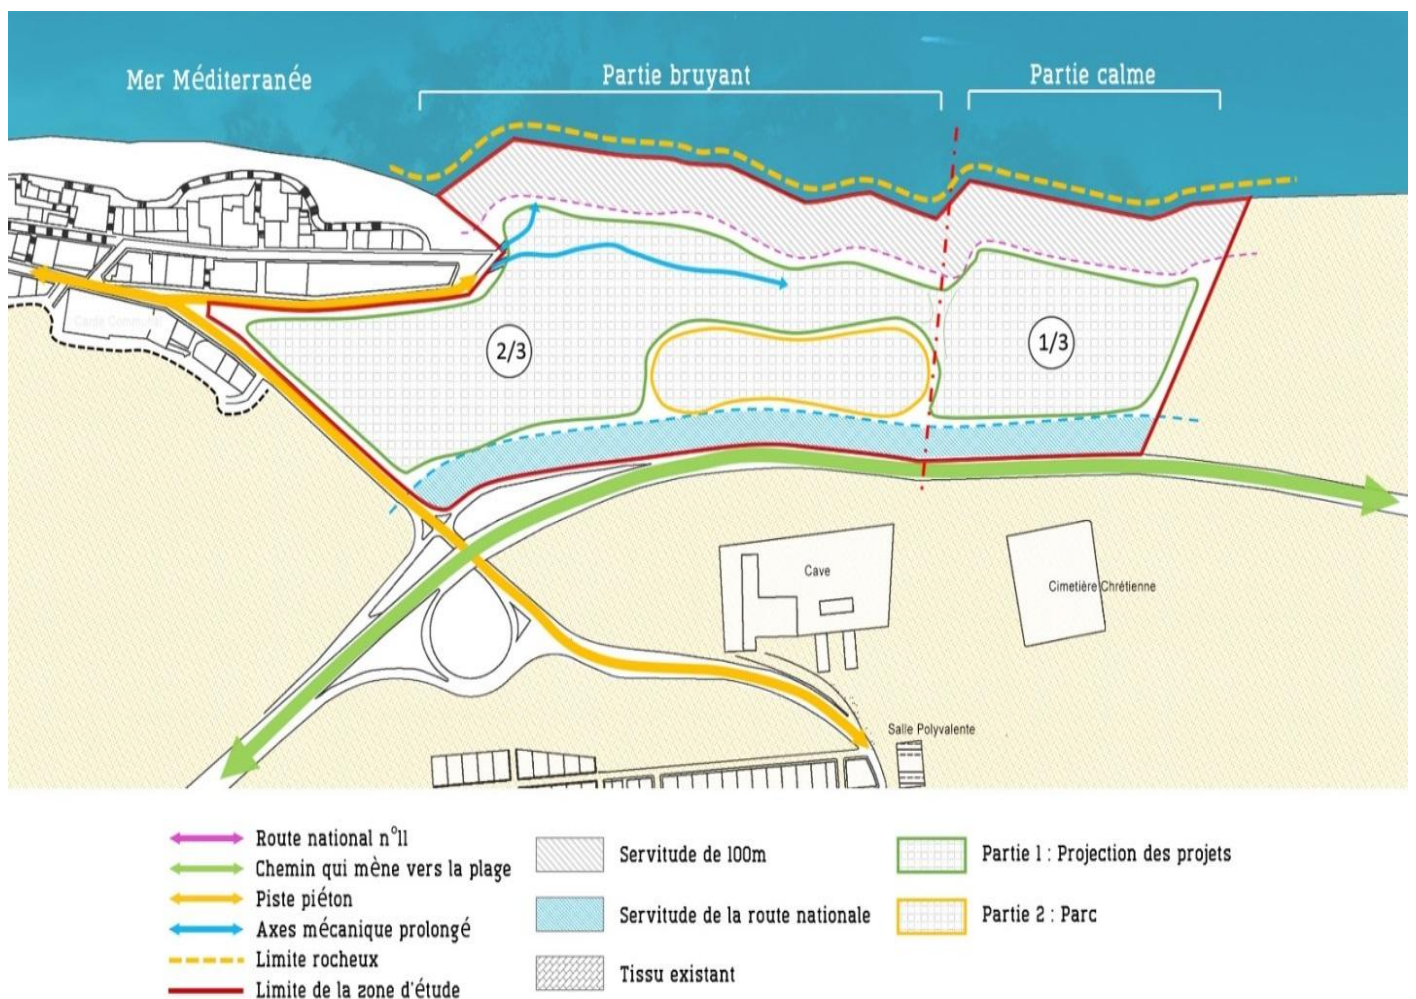 Mer Méditerranée
Partie bruyant
Partie calme
2/3
1/3
Cave
Cimetière Chrétienne
Salle Polyvalente
Route national n°11
Chemin qui mène vers la plage
Piste piéton
Axes mécanique prolongé
Limite rocheux
Limite de la zone d'étude
Servitude de 100m
Servitude de la route nationale
Tissu existant
Partie 1 : Projection des projets
Partie 2 : Parc